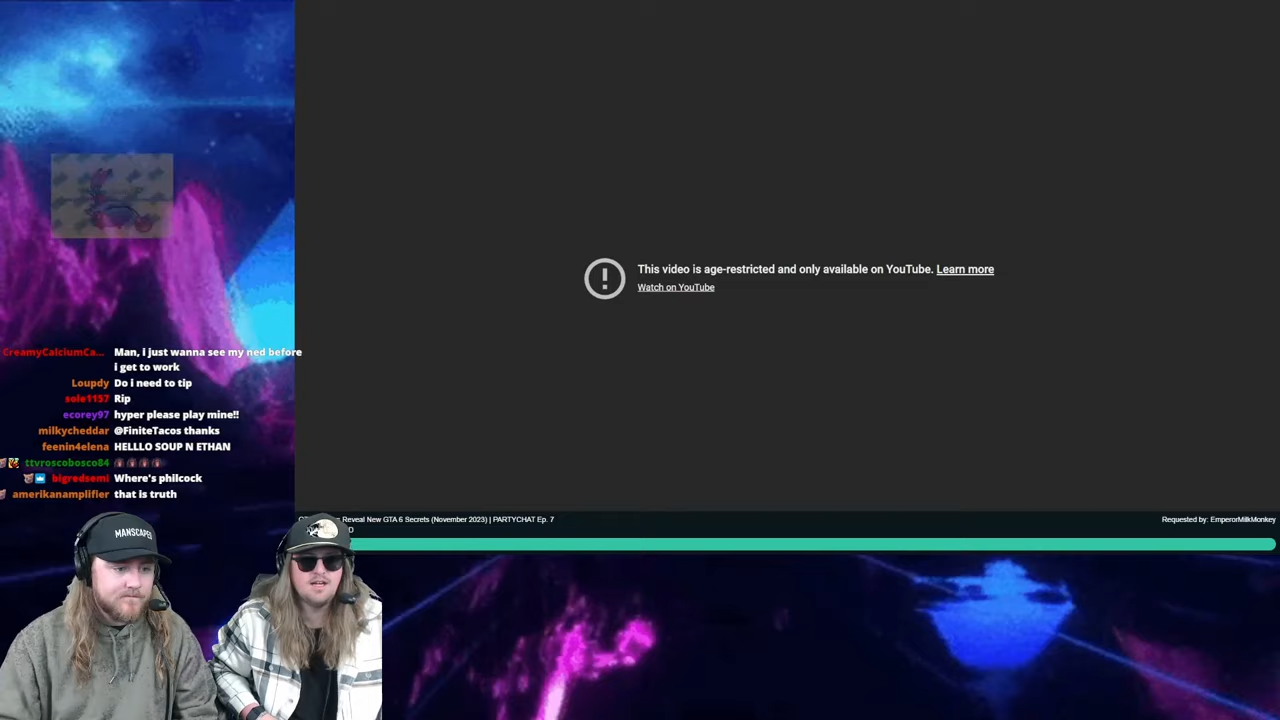 This video is age-restricted and only available on YouTube. Learn more
Watch on YouTube
CreamyCalciumCa... Man, i just wanna see my ned before
i get to work
Loupdy Do i need to tip
sole1157 Rip
ecorey97 hyper please play mine!!
milkycheddar @FiniteTacos thanks
feenin4elena HELLLO SOUP N ETHAN
ttvroscobosco84
bigredsemi Where's philcock
amerikanamplifier that is truth
Reveal New GTA 6 Secrets (November 2023) | PARTYCHAT Ep. 7
Requested by: EmperorMilkMonkey
MANSCAPED